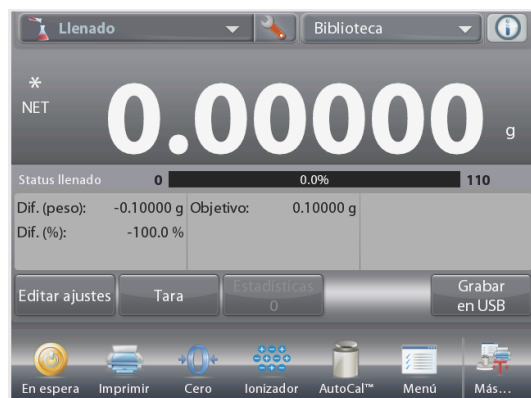 Llenado
Biblioteca
*
NET
0.00000 g
Status llenado 0 0.0% 110
Dif. (peso): -0.10000 g Objetivo: 0.10000 g
Dif. (%): -100.0 %
Editar ajustes
Tara
Estadísticas
0
Grabar
en USB
En espera Imprimir Cero Ionizador AutoCal™ Menú Más...